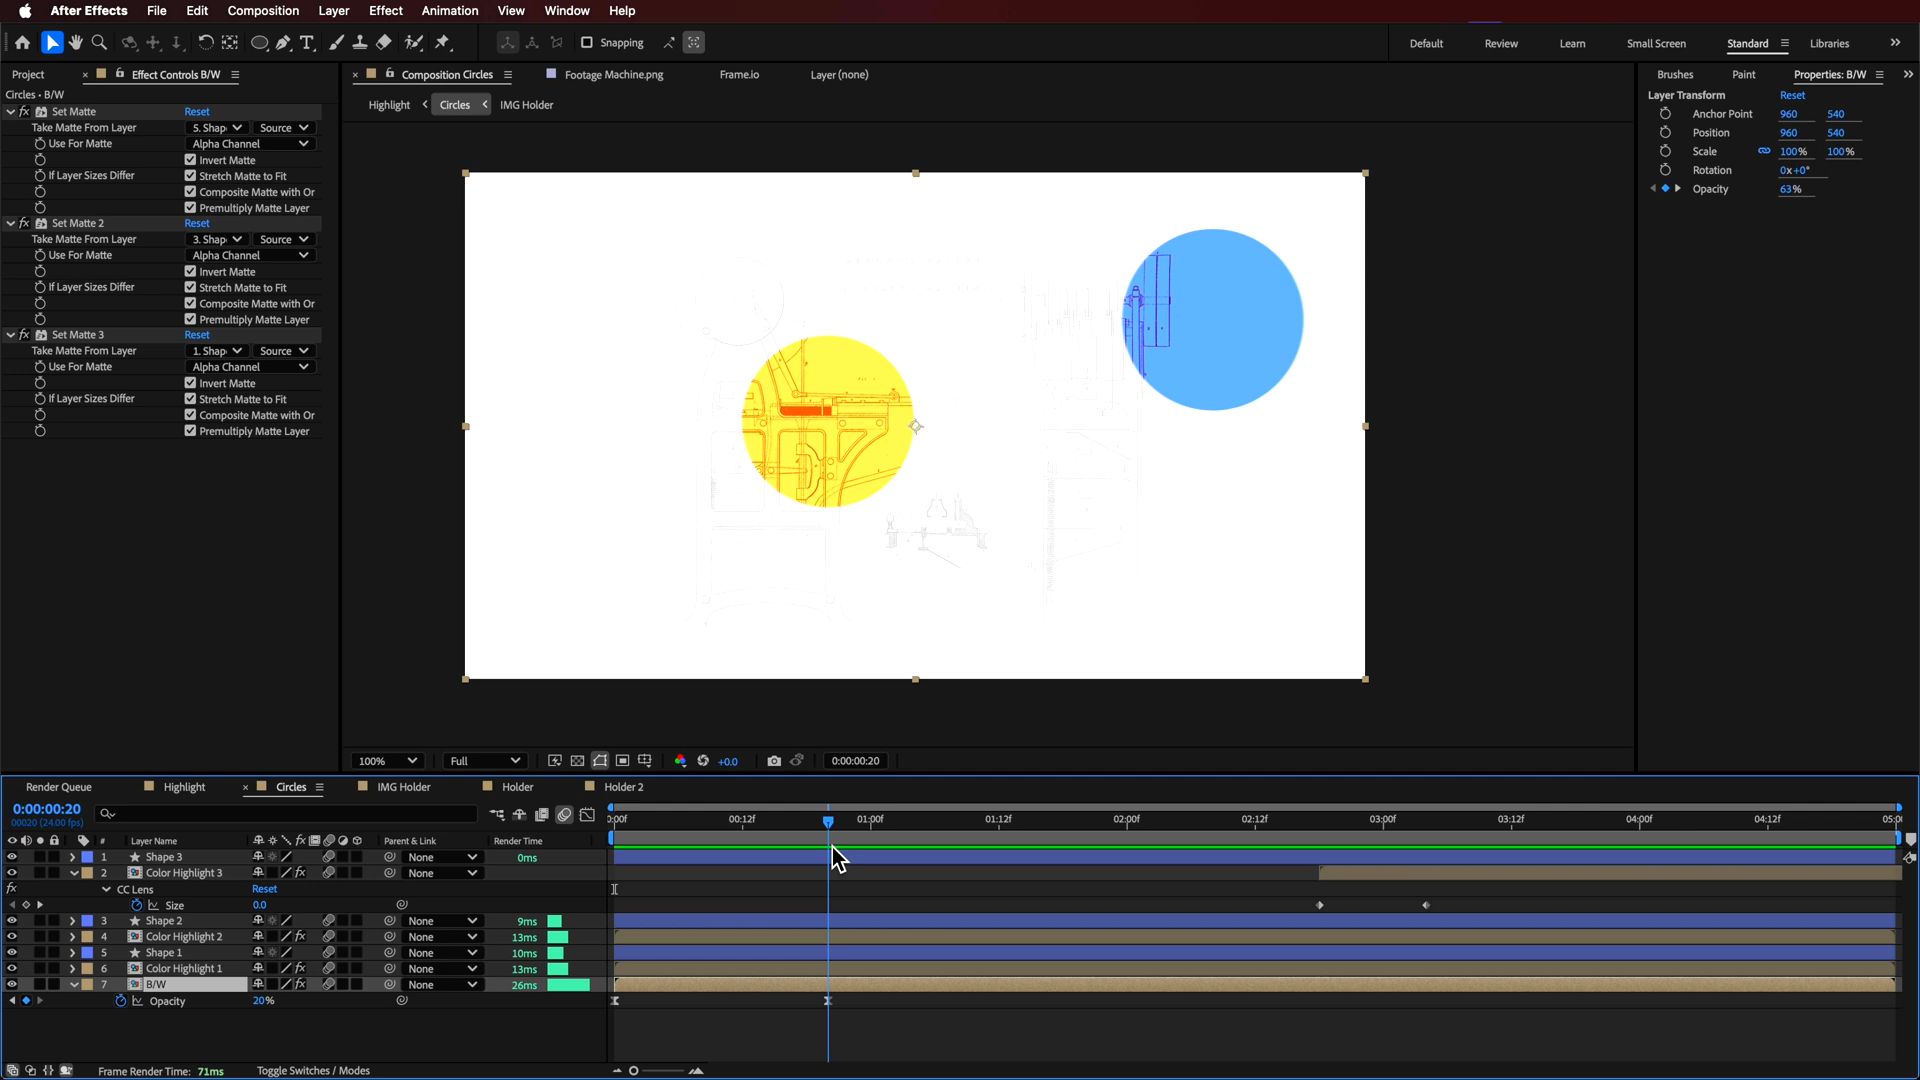 After Effects File Edit Composition Layer Effect Animation View Window Help
Snapping Default Review Learn Small Screen Standard Libraries
Project Effect Controls B/W Composition Circles Footage Machine.png Frame.io Layer (none) Brushes Paint Properties: B/W
Circles • B/W
Highlight Circles IMG Holder
Layer Transform Reset
Anchor Point 960 540
Position 960 540
Scale 100% 100%
Rotation 0x+0°
Opacity 63%
fx Set Matte Reset
Take Matte From Layer 5. Shap Source
Use For Matte Alpha Channel
Invert Matte
If Layer Sizes Differ Stretch Matte to Fit
Composite Matte with Or
Premultiply Matte Layer
fx Set Matte 2 Reset
Take Matte From Layer 3. Shap Source
Use For Matte Alpha Channel
Invert Matte
If Layer Sizes Differ Stretch Matte to Fit
Composite Matte with Or
Premultiply Matte Layer
fx Set Matte 3 Reset
Take Matte From Layer 1. Shap Source
Use For Matte Alpha Channel
Invert Matte
If Layer Sizes Differ Stretch Matte to Fit
Composite Matte with Or
Premultiply Matte Layer
100% Full +0.0 0:00:00:20
Render Queue Highlight Circles IMG Holder Holder Holder 2
0:00:00:20
00020 (24.00 fps)
:00f 00:12f 01:00f 01:12f 02:00f 02:12f 03:00f 03:12f 04:00f 04:12f 05:0
# Layer Name fx Parent & Link Render Time
1 Shape 3 None 0ms
2 Color Highlight 3 fx None
fx CC Lens Reset
Size 0.0
3 Shape 2 None 9ms
4 Color Highlight 2 fx None 13ms
5 Shape 1 None 10ms
6 Color Highlight 1 fx None 13ms
7 B/W fx None 26ms
Opacity 20%
Frame Render Time: 71ms Toggle Switches / Modes